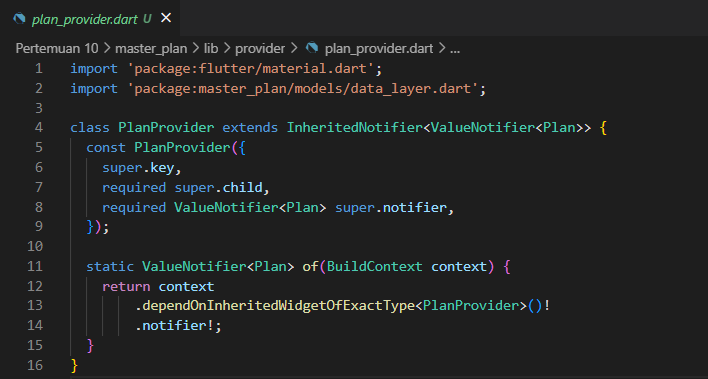 plan_provider.dart U ×
Pertemuan 10 > master_plan > lib > provider > plan_provider.dart > ...
1 import 'package:flutter/material.dart';
2 import 'package:master_plan/models/data_layer.dart';
3
4 class PlanProvider extends InheritedNotifier<ValueNotifier<Plan>> {
5   const PlanProvider({
6     super.key,
7     required super.child,
8     required ValueNotifier<Plan> super.notifier,
9   });
10
11   static ValueNotifier<Plan> of(BuildContext context) {
12     return context
13         .dependOnInheritedWidgetOfExactType<PlanProvider>()!
14         .notifier!;
15   }
16 }